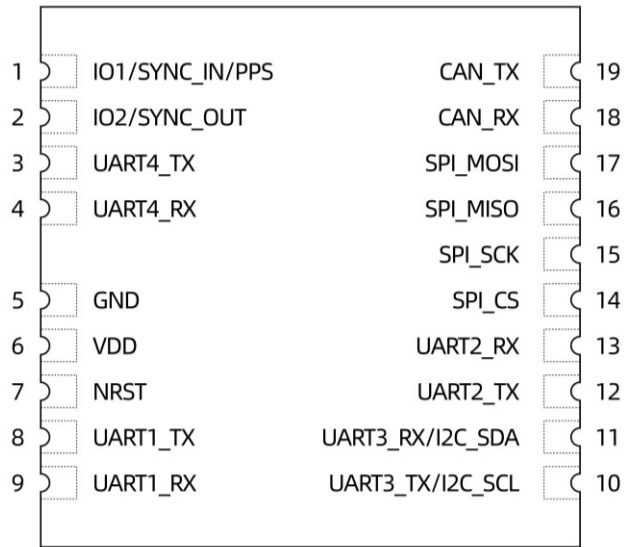 1 IO1/SYNC_IN/PPS CAN_TX 19
2 IO2/SYNC_OUT CAN_RX 18
3 UART4_TX SPI_MOSI 17
4 UART4_RX SPI_MISO 16
SPI_SCK 15
5 GND SPI_CS 14
6 VDD UART2_RX 13
7 NRST UART2_TX 12
8 UART1_TX UART3_RX/I2C_SDA 11
9 UART1_RX UART3_TX/I2C_SCL 10